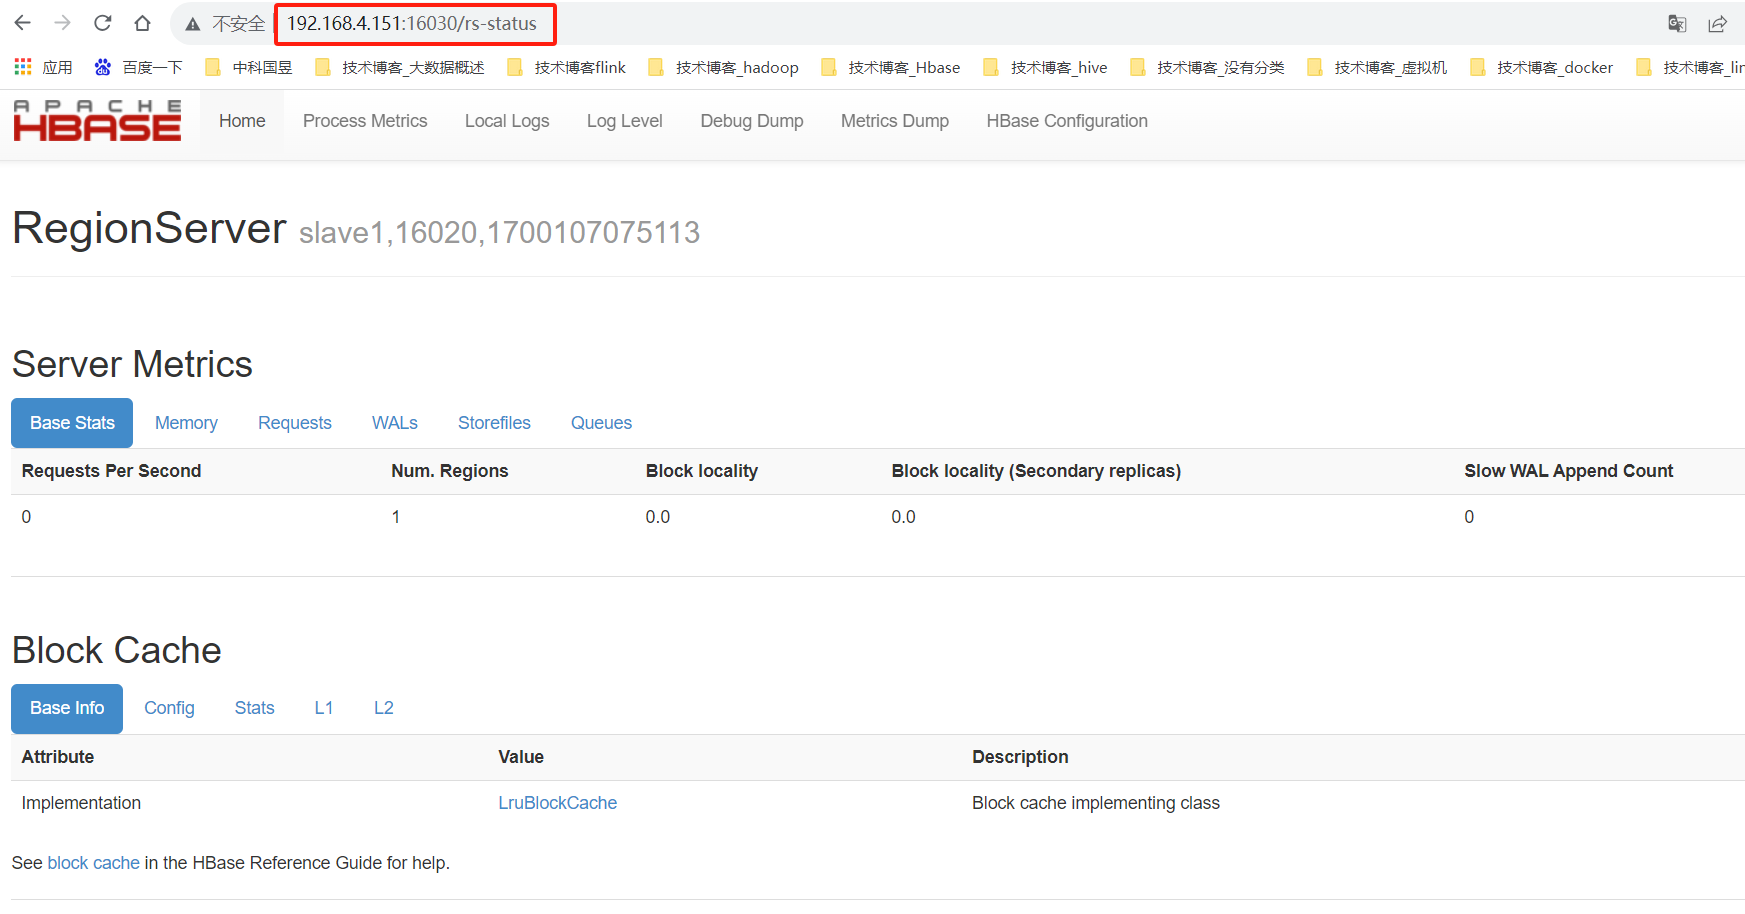 不安全 192.168.4.151:16030/rs-status
应用 百度一下 中科国昱 技术博客_大数据概述 技术博客flink 技术博客_hadoop 技术博客_Hbase 技术博客_hive 技术博客_没有分类 技术博客_虚拟机 技术博客_docker 技术博客_lin
APACHE
HBASE
Home Process Metrics Local Logs Log Level Debug Dump Metrics Dump HBase Configuration
RegionServer slave1,16020,1700107075113
Server Metrics
Base Stats Memory Requests WALs Storefiles Queues
Requests Per Second Num. Regions Block locality Block locality (Secondary replicas) Slow WAL Append Count
0 1 0.0 0.0 0
Block Cache
Base Info Config Stats L1 L2
Attribute Value Description
Implementation LruBlockCache Block cache implementing class
See block cache in the HBase Reference Guide for help.